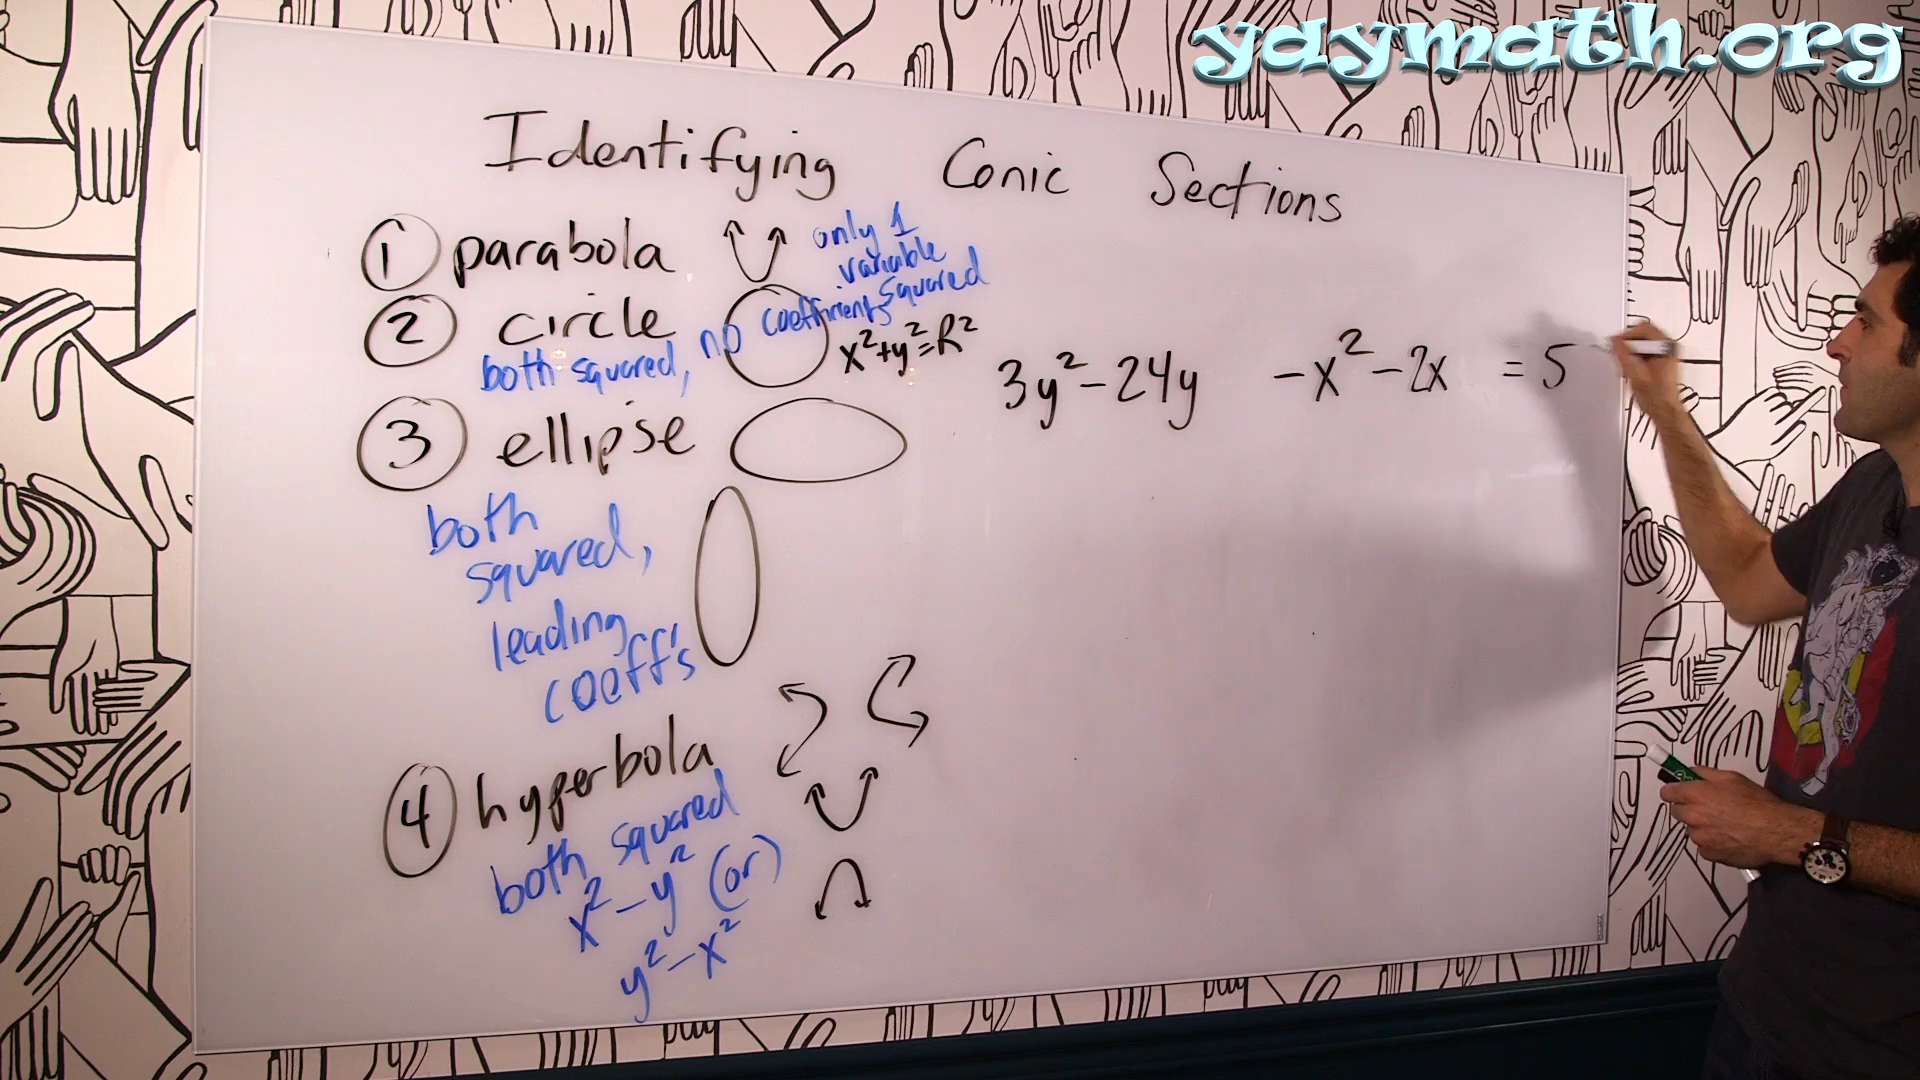 ydymath.org
Identifying Conic Sections
1 parabola
only 1
variable
squared
2 circle
both squared, no coefficients
x²+y²=R²
3 ellipse
both
squared,
leading
coeff's
4 hyperbola
both squared
x²-y² (or)
y²-x²
3y²-24y -x²-2x =5